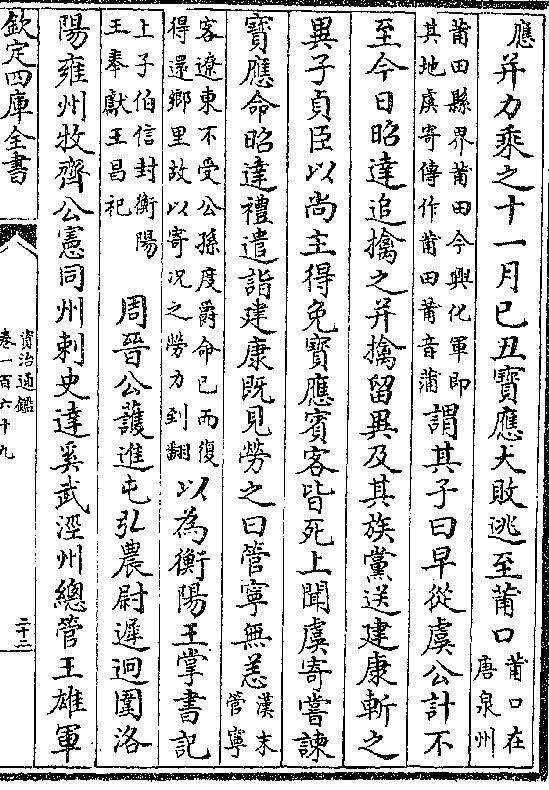 應并力乘之十一月己丑寶應大敗逃至莆口莆口在唐泉州
莆田縣界莆田今興化軍即其地虞寄傳作莆田莆音蒲謂其子曰早從虞公計不
至今日昭達追擒之并擒留異及其族黨送建康斬之
異子貞臣以尚主得免寶應賓客皆死上聞虞寄嘗諫
寶應命昭達禮遣詣建康既見勞之曰管寧無恙漢末管寧
客遼東不受公孫度爵命已而復得還鄉里故以寄况之勞力到翻以為衡陽王掌書記
上子伯信封衡陽王奉獻王昌祀 周晉公護進屯弘農尉遲迥圍洛
陽雍州牧齊公憲同州刺史達奚武涇州總管王雄軍
欽定四庫全書
資治通鑑
卷一百六十九
二十二